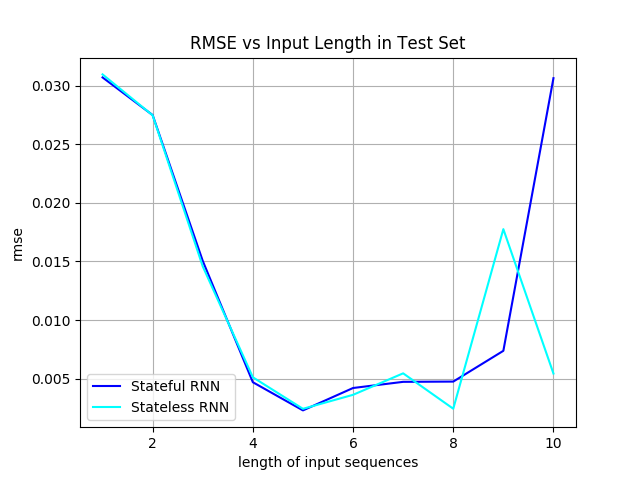 RMSE vs Input Length in Test Set
0.030
0.025
0.020
0.015
0.010
0.005
rmse
Stateful RNN
Stateless RNN
2 4 6 8 10
length of input sequences